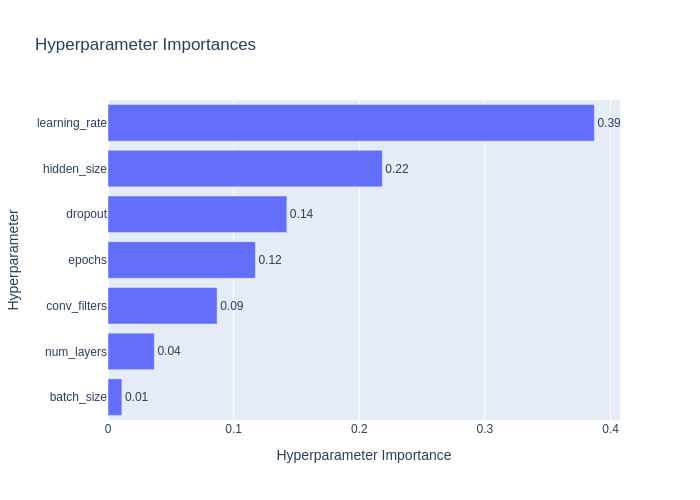 Hyperparameter Importances
learning_rate 0.39
hidden_size 0.22
dropout 0.14
epochs 0.12
conv_filters 0.09
num_layers 0.04
batch_size 0.01
0 0.1 0.2 0.3 0.4
Hyperparameter Importance
Hyperparameter